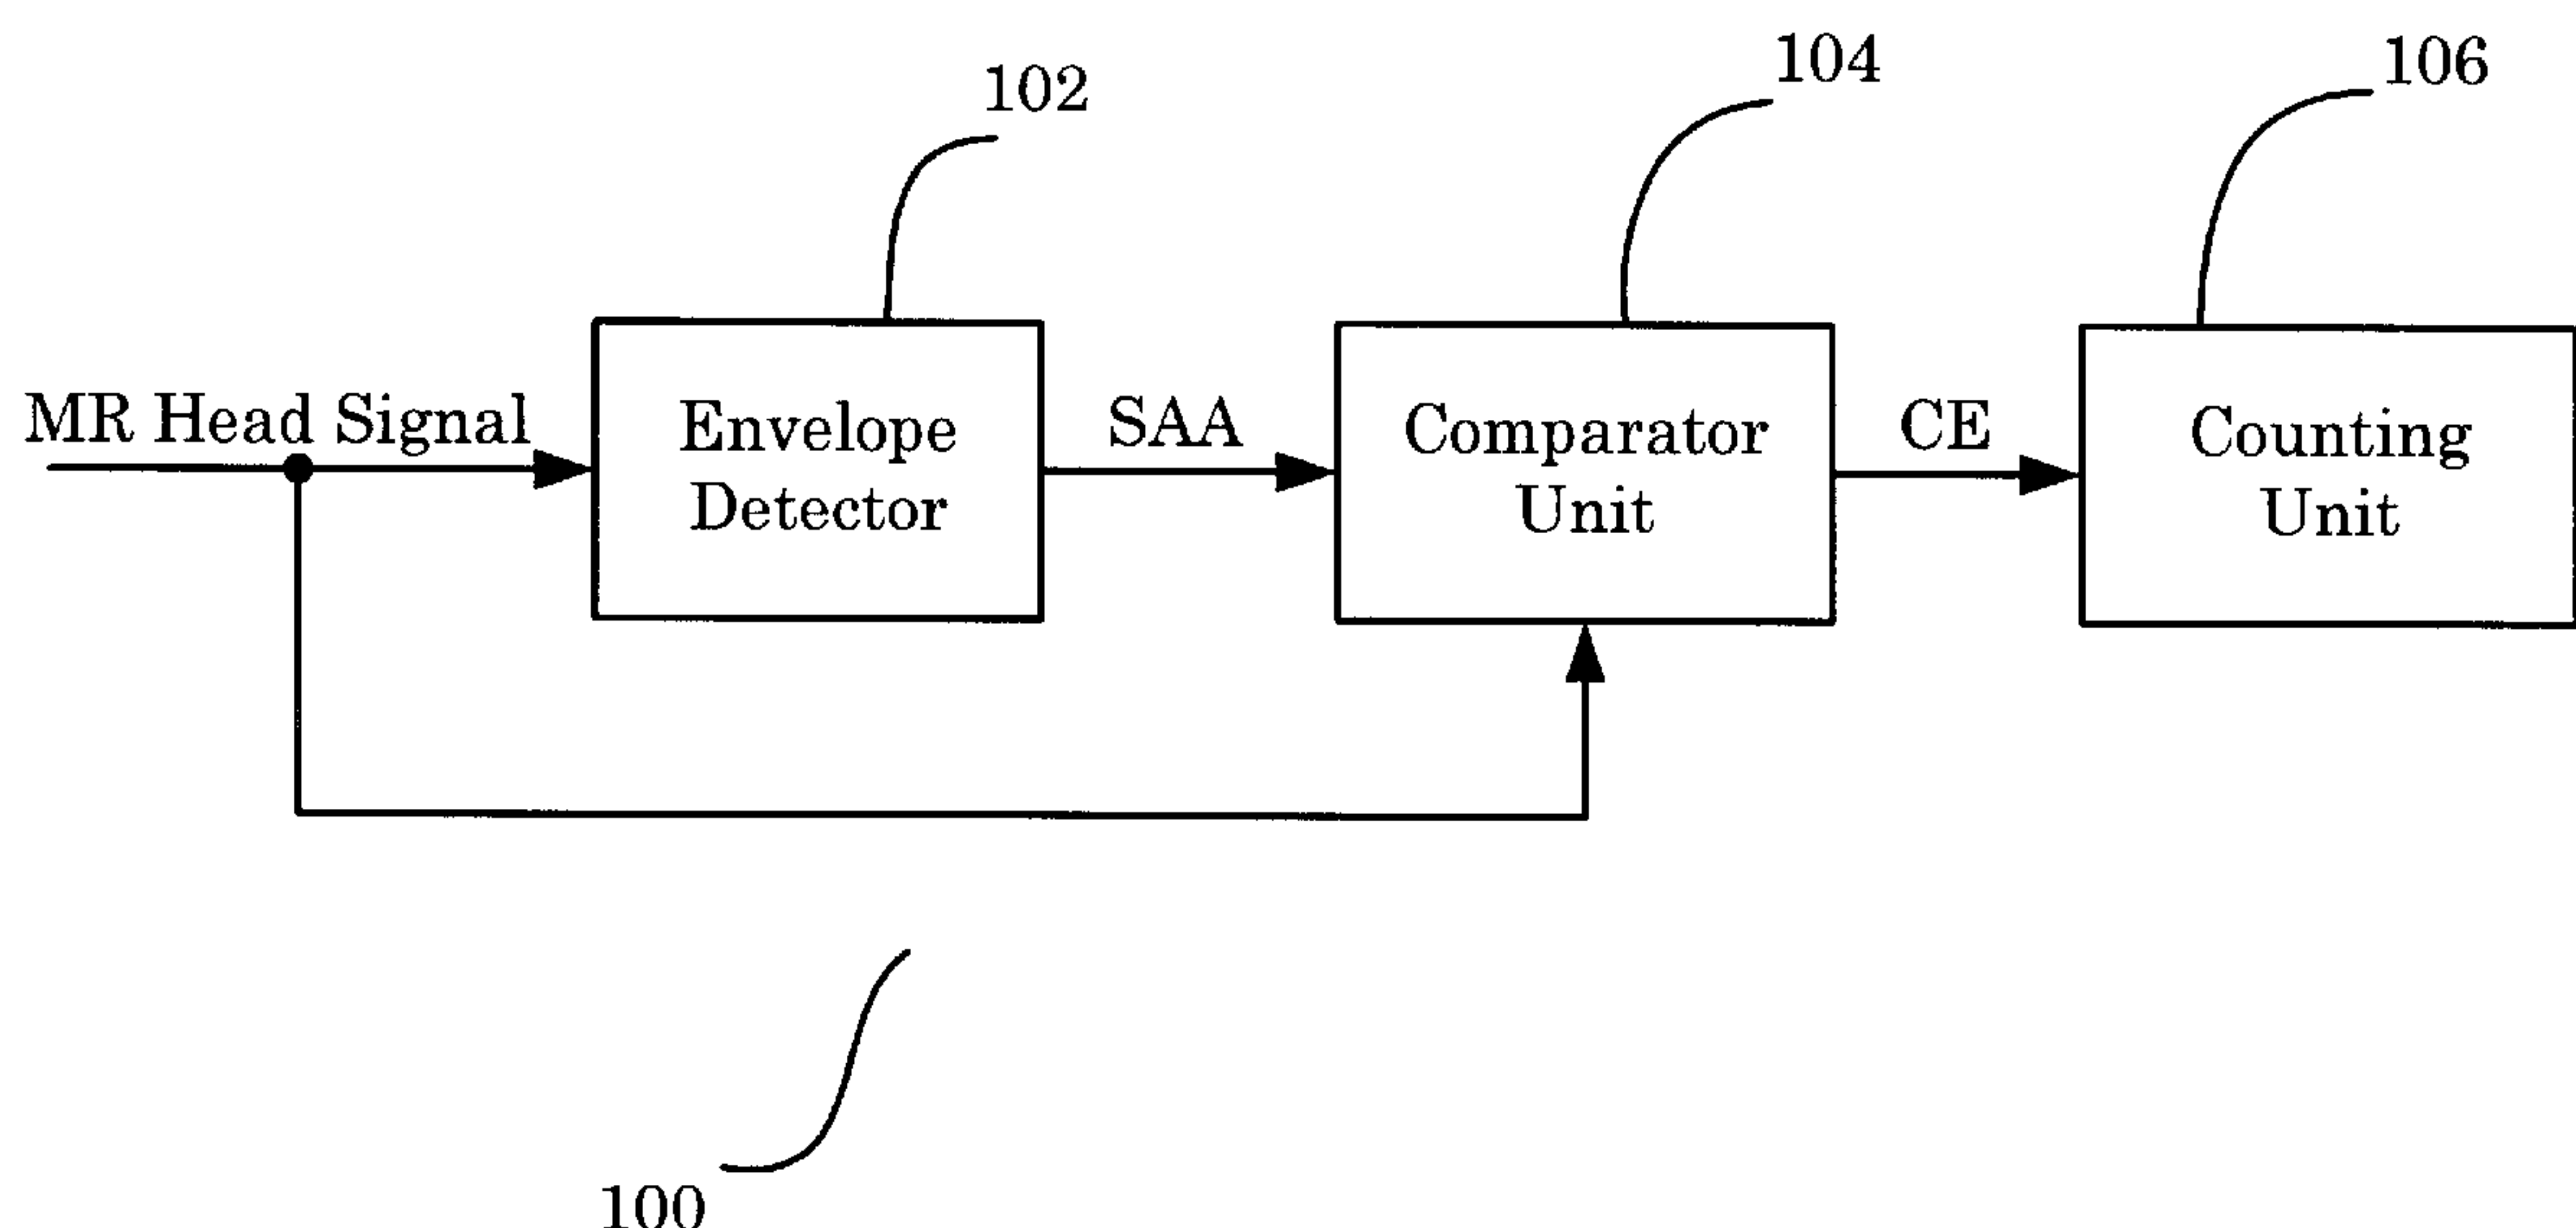 102
104
106
MR Head Signal
Envelope
Detector
SAA
Comparator
Unit
CE
Counting
Unit
100